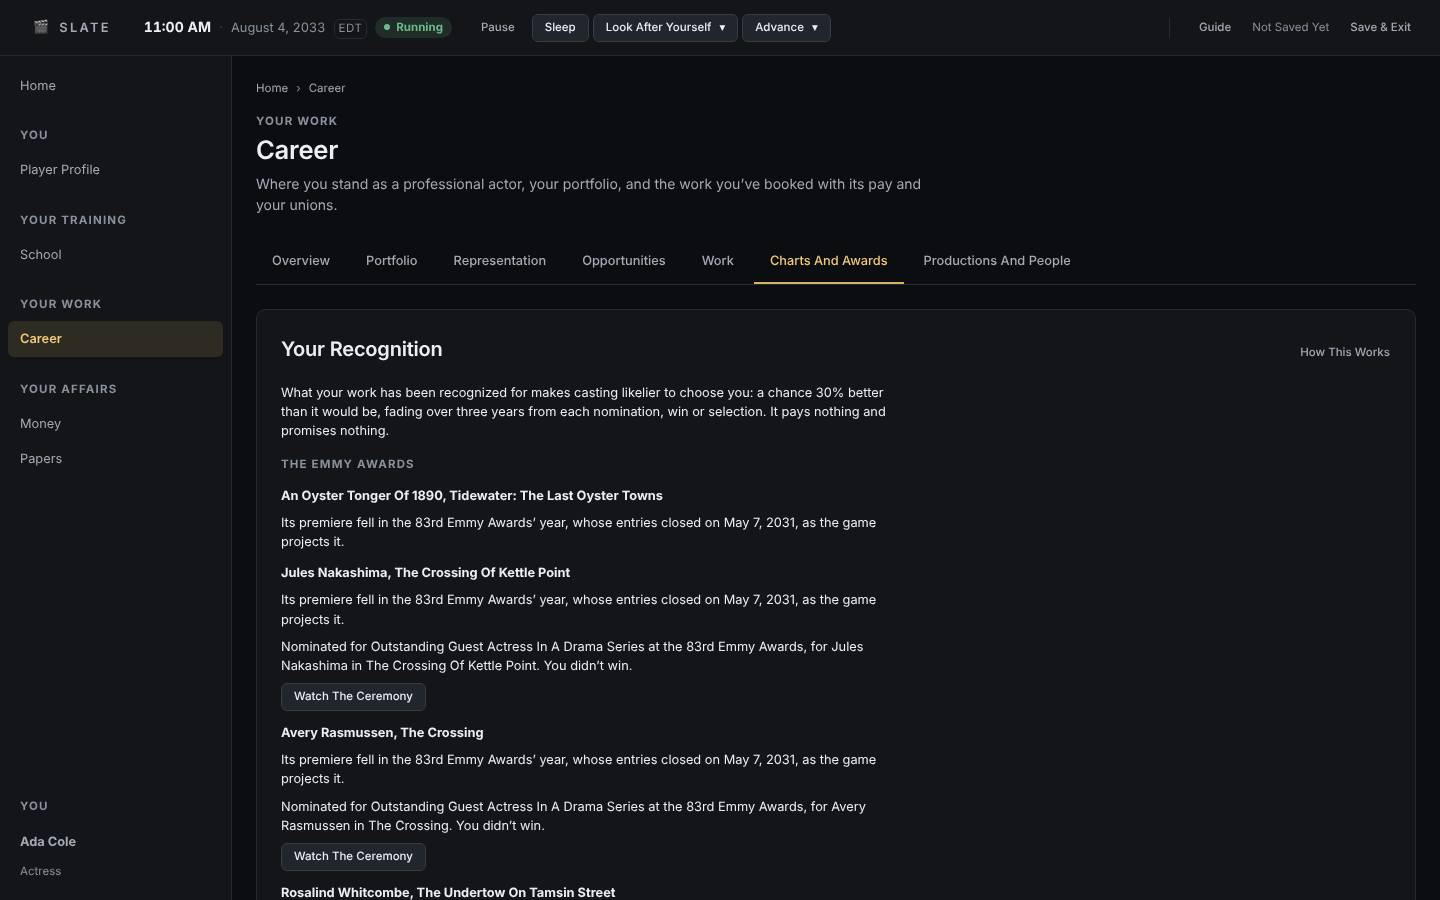 SLATE
11:00 AM · August 4, 2033 EDT Running
Pause
Sleep
Look After Yourself ▾
Advance ▾
Guide
Not Saved Yet
Save & Exit
Home
YOU
Player Profile
YOUR TRAINING
School
YOUR WORK
Career
YOUR AFFAIRS
Money
Papers
YOU
Ada Cole
Actress
Home › Career
YOUR WORK
Career
Where you stand as a professional actor, your portfolio, and the work you’ve booked with its pay and
your unions.
Overview
Portfolio
Representation
Opportunities
Work
Charts And Awards
Productions And People
Your Recognition
How This Works
What your work has been recognized for makes casting likelier to choose you: a chance 30% better
than it would be, fading over three years from each nomination, win or selection. It pays nothing and
promises nothing.
THE EMMY AWARDS
An Oyster Tonger Of 1890, Tidewater: The Last Oyster Towns
Its premiere fell in the 83rd Emmy Awards’ year, whose entries closed on May 7, 2031, as the game
projects it.
Jules Nakashima, The Crossing Of Kettle Point
Its premiere fell in the 83rd Emmy Awards’ year, whose entries closed on May 7, 2031, as the game
projects it.
Nominated for Outstanding Guest Actress In A Drama Series at the 83rd Emmy Awards, for Jules
Nakashima in The Crossing Of Kettle Point. You didn’t win.
Watch The Ceremony
Avery Rasmussen, The Crossing
Its premiere fell in the 83rd Emmy Awards’ year, whose entries closed on May 7, 2031, as the game
projects it.
Nominated for Outstanding Guest Actress In A Drama Series at the 83rd Emmy Awards, for Avery
Rasmussen in The Crossing. You didn’t win.
Watch The Ceremony
Rosalind Whitcombe, The Undertow On Tamsin Street